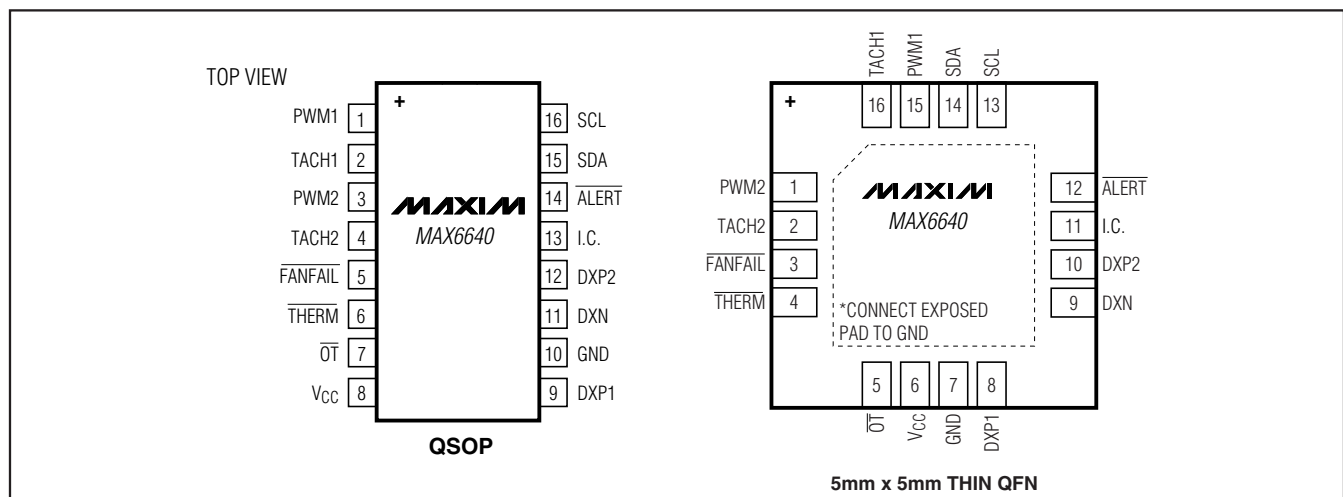 TOP VIEW
+
PWM1 1
TACH1 2
PWM2 3
TACH2 4
FANFAIL 5
THERM 6
OT 7
VCC 8
MAXIM
MAX6640
16 SCL
15 SDA
14 ALERT
13 I.C.
12 DXP2
11 DXN
10 GND
9 DXP1
QSOP
TACH1 PWM1 SDA SCL
16 15 14 13
+
PWM2 1
TACH2 2
FANFAIL 3
THERM 4
MAXIM
MAX6640
*CONNECT EXPOSED
PAD TO GND
12 ALERT
11 I.C.
10 DXP2
9 DXN
5 6 7 8
OT VCC GND DXP1
5mm x 5mm THIN QFN